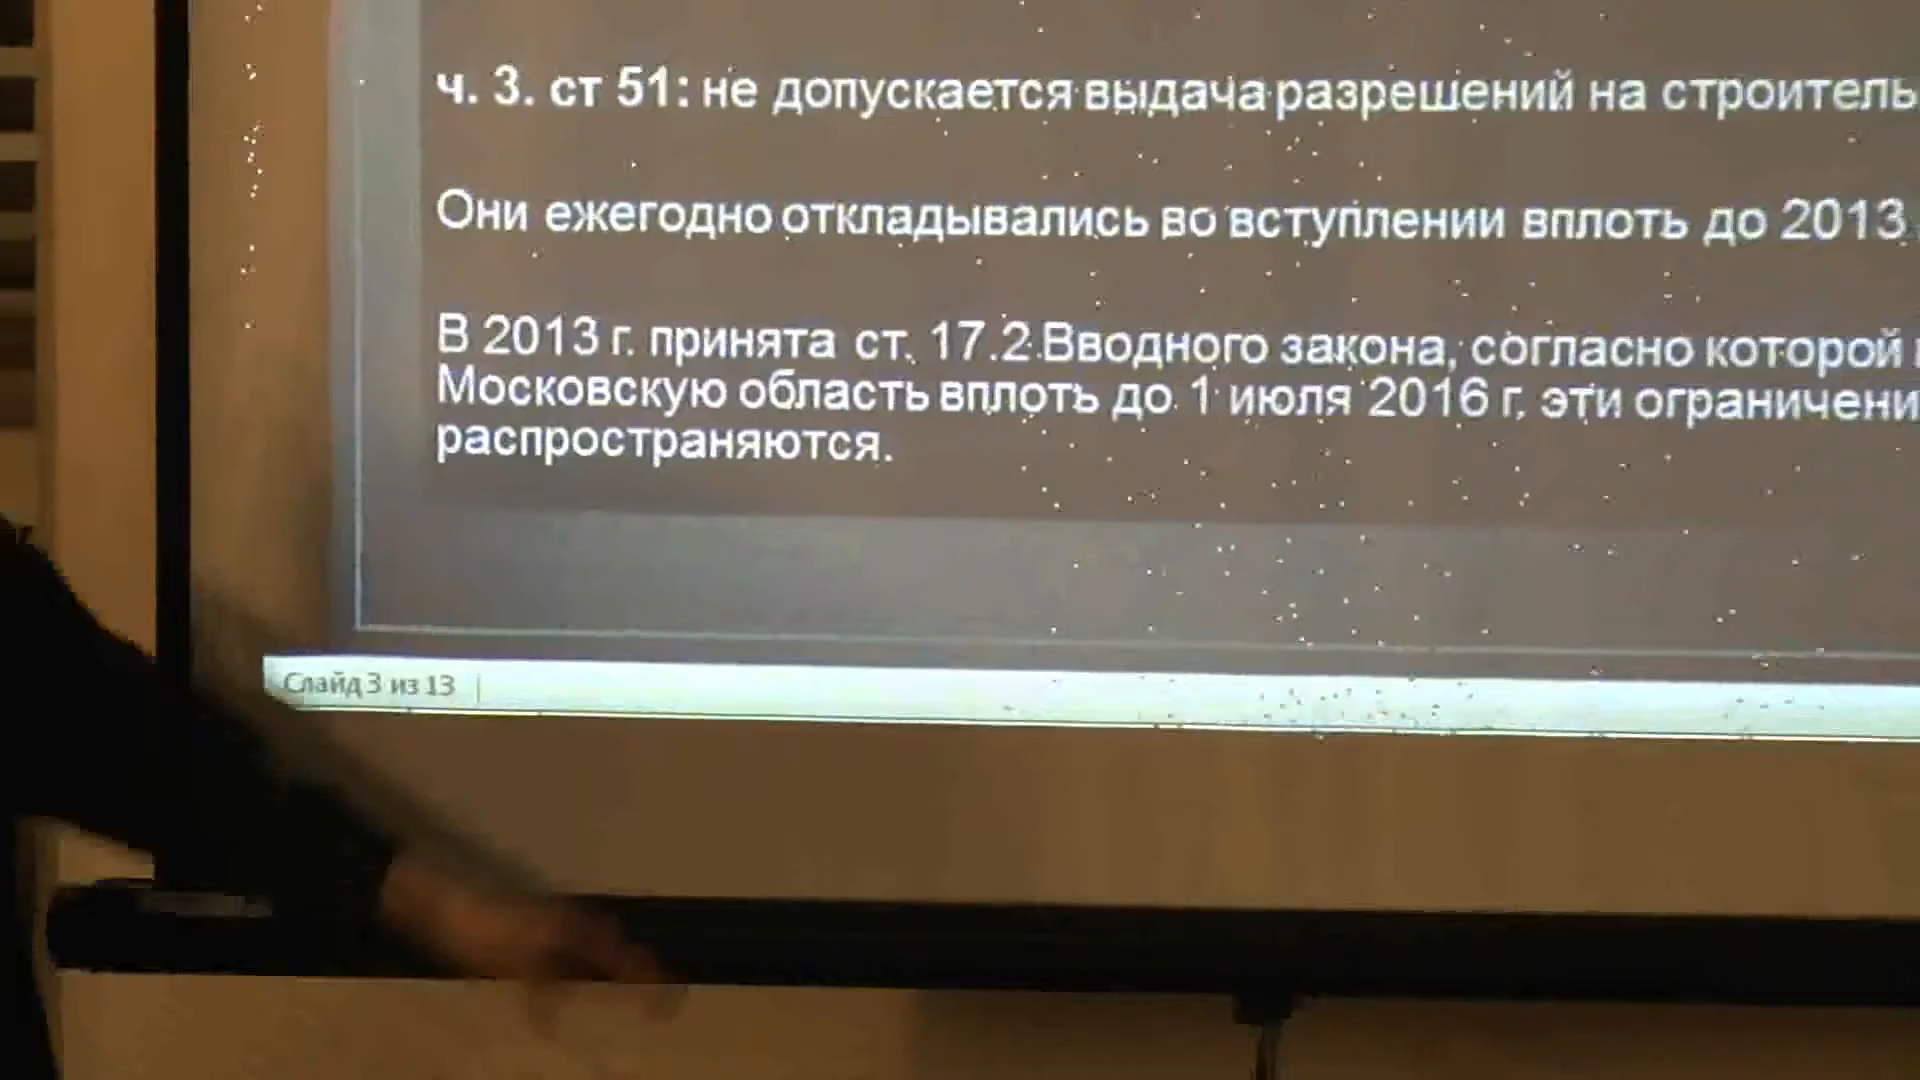 ч. 3. ст 51: не допускается выдача разрешений на строитель
Они ежегодно откладывались во вступлении вплоть до 2013
В 2013 г. принята ст. 17.2 Вводного закона, согласно которой
Московскую область вплоть до 1 июля 2016 г, эти ограничени
распространяются.
Слайд 3 из 13